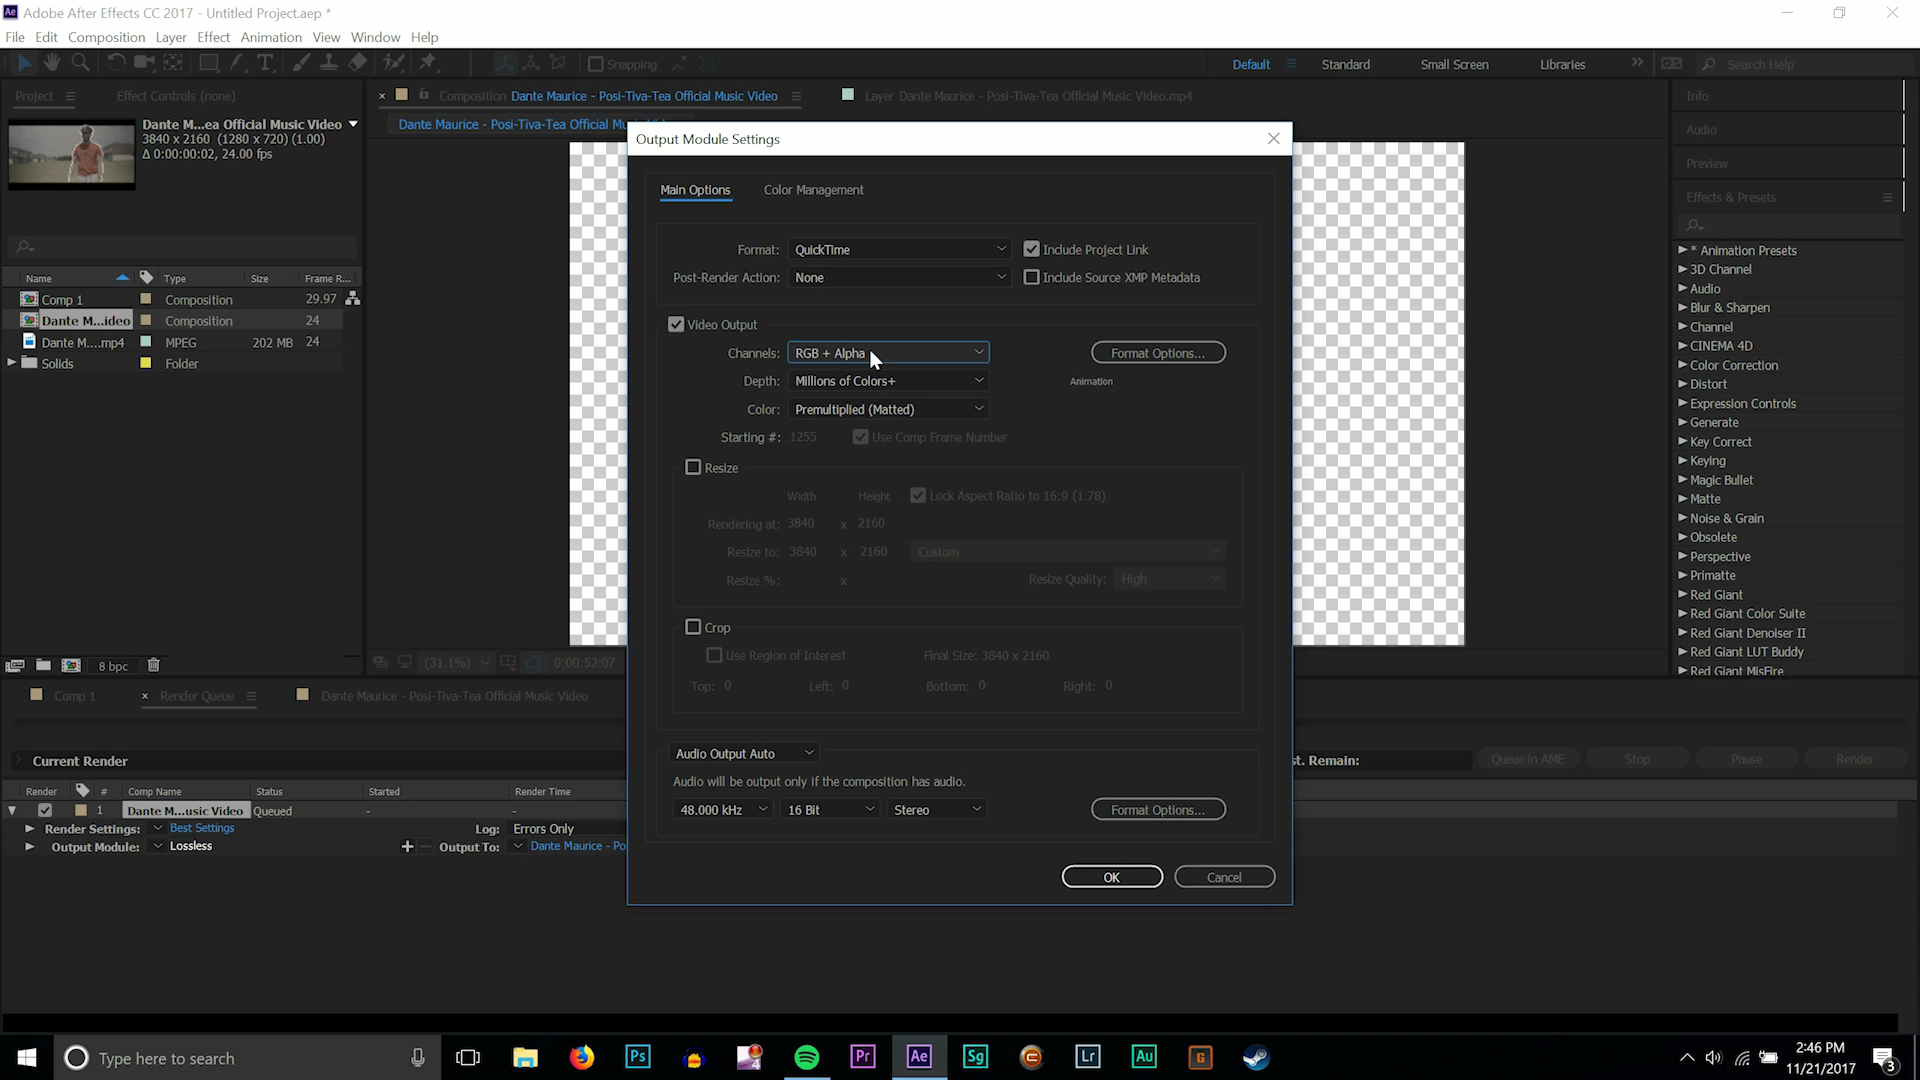 Adobe After Effects CC 2017 - Untitled Project.aep *
File Edit Composition Layer Effect Animation View Window Help
Snapping
Default Standard Small Screen Libraries Search Help
Project Effect Controls (none)
Composition Dante Maurice - Posi-Tiva-Tea Official Music Video
Layer Dante Maurice - Posi-Tiva-Tea Official Music Video.mp4
Dante Maurice - Posi-Tiva-Tea Official Mu
Dante M...ea Official Music Video
3840 x 2160 (1280 x 720) (1.00)
Δ 0:00:00:02, 24.00 fps
Name Type Size Frame R...
Comp 1 Composition 29.97
Dante M...ideo Composition 24
Dante M....mp4 MPEG 202 MB 24
Solids Folder
8 bpc
(31.1%) 0:00:52:07
Output Module Settings
Main Options Color Management
Format: QuickTime Include Project Link
Post-Render Action: None Include Source XMP Metadata
Video Output
Channels: RGB + Alpha Format Options...
Depth: Millions of Colors+ Animation
Color: Premultiplied (Matted)
Starting #: 1255 Use Comp Frame Number
Resize
Width Height Lock Aspect Ratio to 16:9 (1.78)
Rendering at: 3840 x 2160
Resize to: 3840 x 2160 Custom
Resize %: x Resize Quality: High
Crop
Use Region of Interest Final Size: 3840 x 2160
Top: 0 Left: 0 Bottom: 0 Right: 0
Audio Output Auto
Audio will be output only if the composition has audio.
48.000 kHz 16 Bit Stereo Format Options...
OK Cancel
Info
Audio
Preview
Effects & Presets
* Animation Presets
3D Channel
Audio
Blur & Sharpen
Channel
CINEMA 4D
Color Correction
Distort
Expression Controls
Generate
Key Correct
Keying
Magic Bullet
Matte
Noise & Grain
Obsolete
Perspective
Primatte
Red Giant
Red Giant Color Suite
Red Giant Denoiser II
Red Giant LUT Buddy
Red Giant MisFire
Comp 1 Render Queue Dante Maurice - Posi-Tiva-Tea Official Music Video
Current Render
st. Remain: Queue in AME Stop Pause Render
Render # Comp Name Status Started Render Time
1 Dante M...usic Video Queued - -
Render Settings: Best Settings Log: Errors Only
Output Module: Lossless Output To: Dante Maurice - Po
Type here to search
Ps 4 Pr Ae Sg Lr Au G
2:46 PM
11/21/2017
3